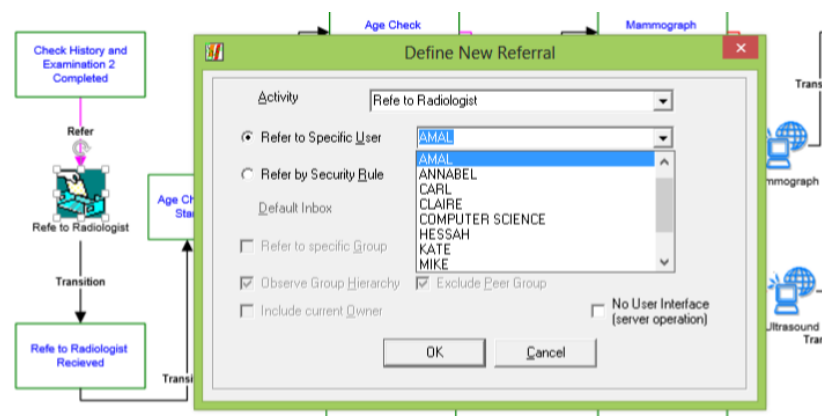 Age Check
Mammograph
Check History and
Examination 2
Completed
Define New Referral
Activity
Refe to Radiologist
Refer
Refer to Specific User
AMAL
AMAL
ANNABEL
CARL
CLAIRE
COMPUTER SCIENCE
HESSAH
KATE
MIKE
Refer by Security Rule
Default Inbox
Refer to specific Group
Observe Group Hierarchy
Exclude Peer Group
Include current Owner
No User Interface
(server operation)
OK
Cancel
Refe to Radiologist
Transition
Refe to Radiologist
Recieved
Age Ch
Sta
Transi
Trans
mmograph
Ultrasound
Tra